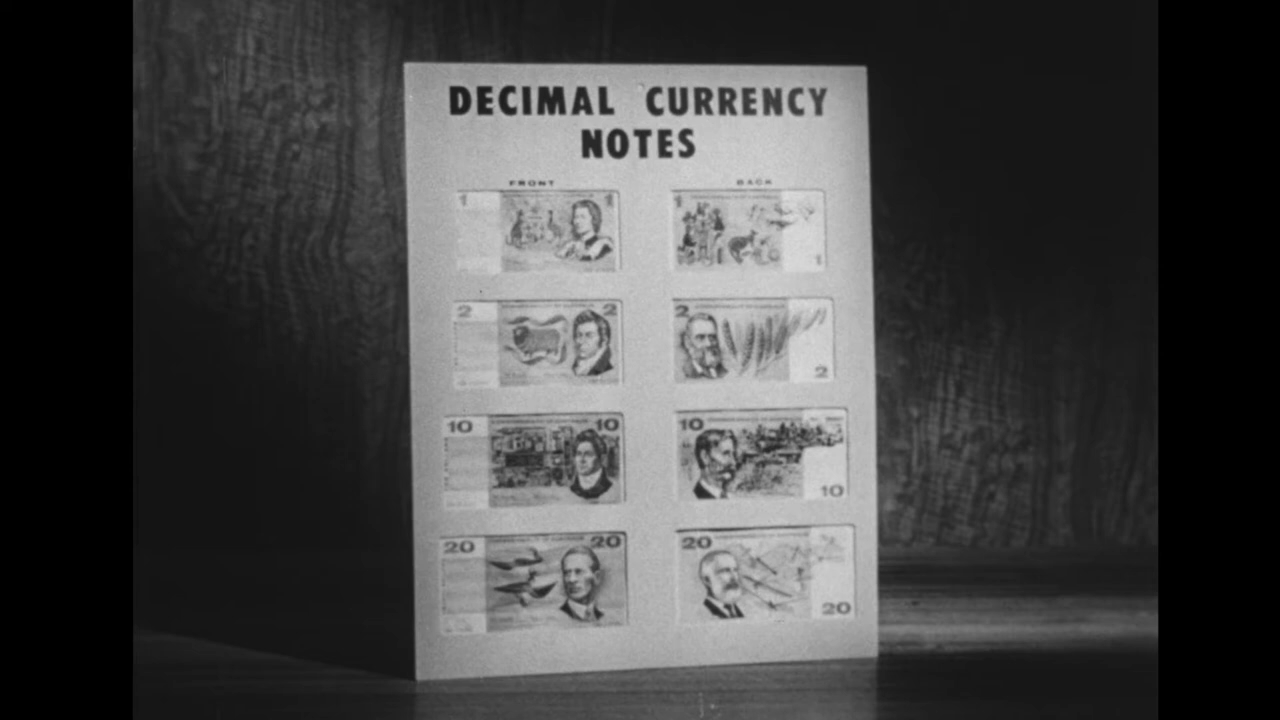 DECIMAL CURRENCY
NOTES
FRONT BACK
1 1 1
1
2 2 2
2
10 10 10
10
20 20 20
20